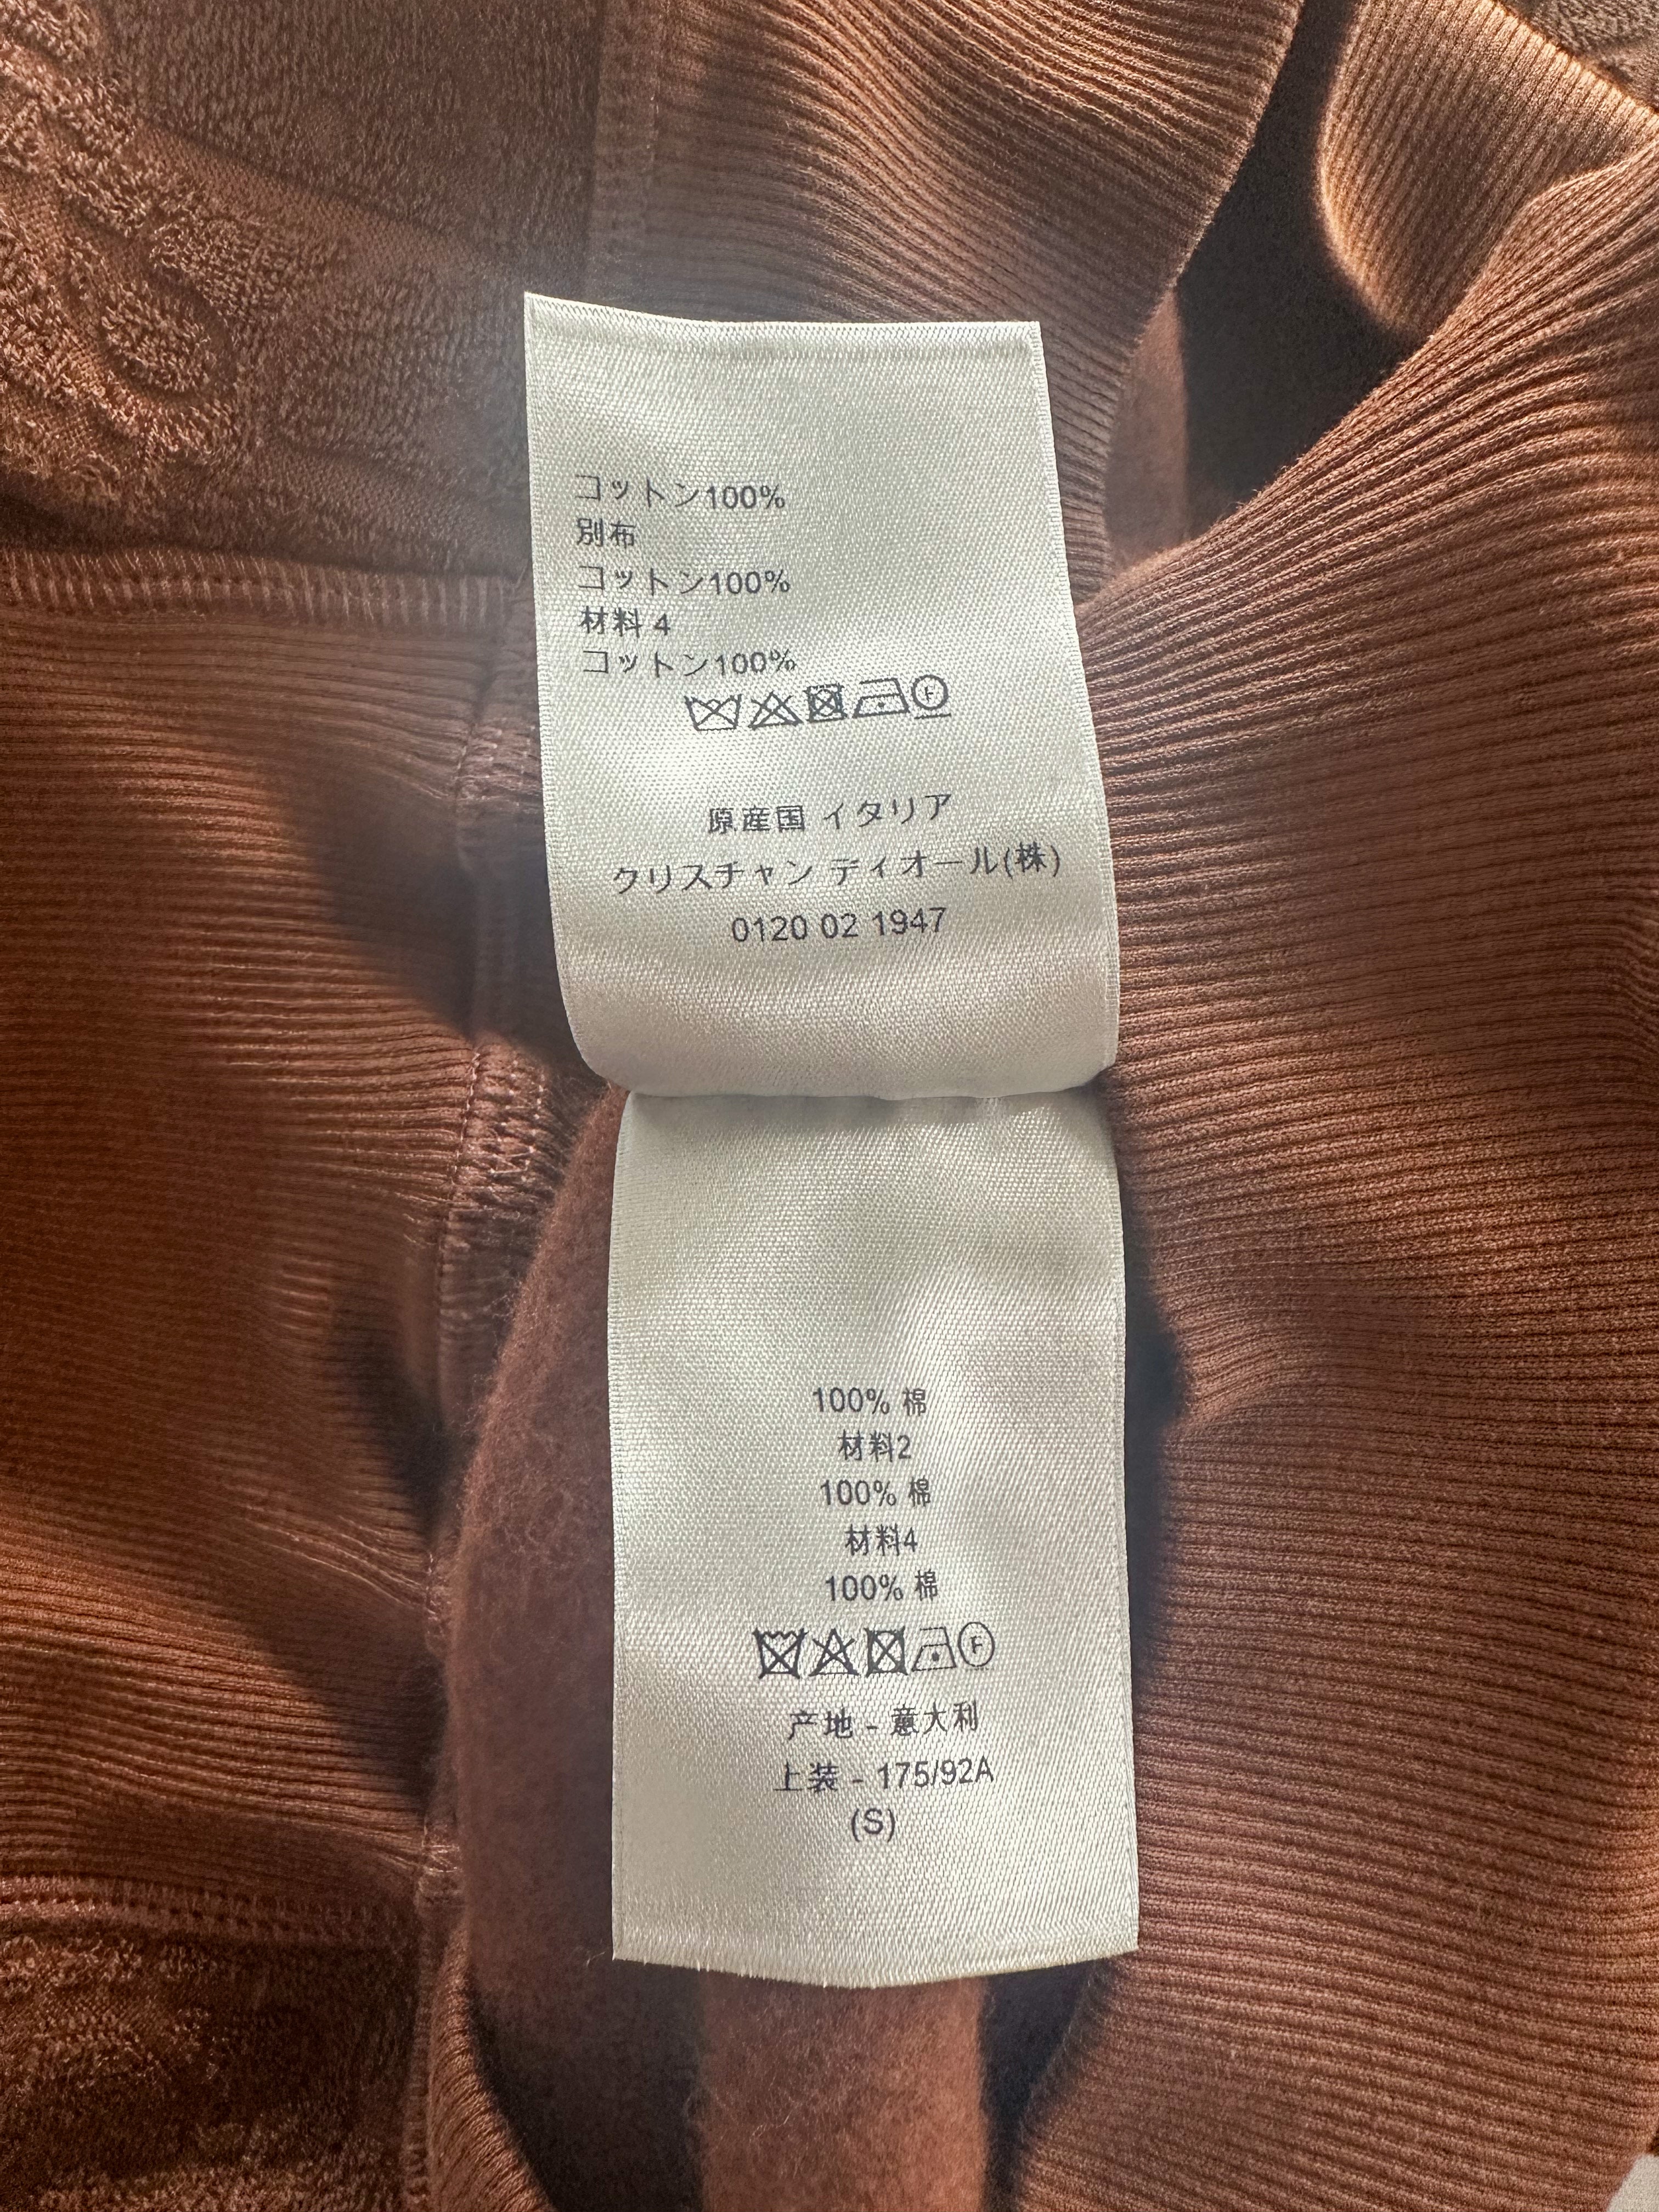 コットン100%
別布
コットン100%
材料 4
コットン100%
F
原産国 イタリア
クリスチャン ディオール(株)
0120 02 1947
100% 棉
材料2
100% 棉
材料4
100% 棉
F
产地 - 意大利
上装 - 175/92A
(S)